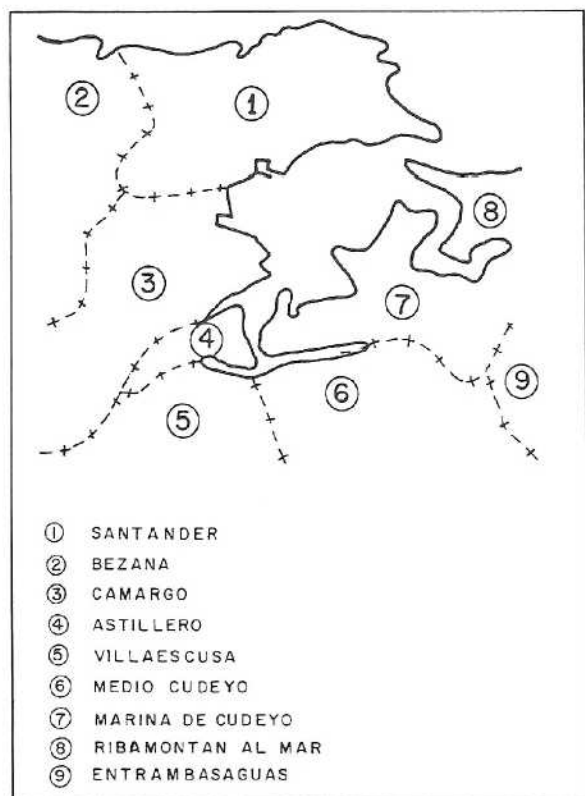 2
1
8
3
7
4
9
6
5
1 SANTANDER
2 BEZANA
3 CAMARGO
4 ASTILLERO
5 VILLAESCUSA
6 MEDIO CUDEYO
7 MARINA DE CUDEYO
8 RIBAMONTAN AL MAR
9 ENTRAMBASAGUAS